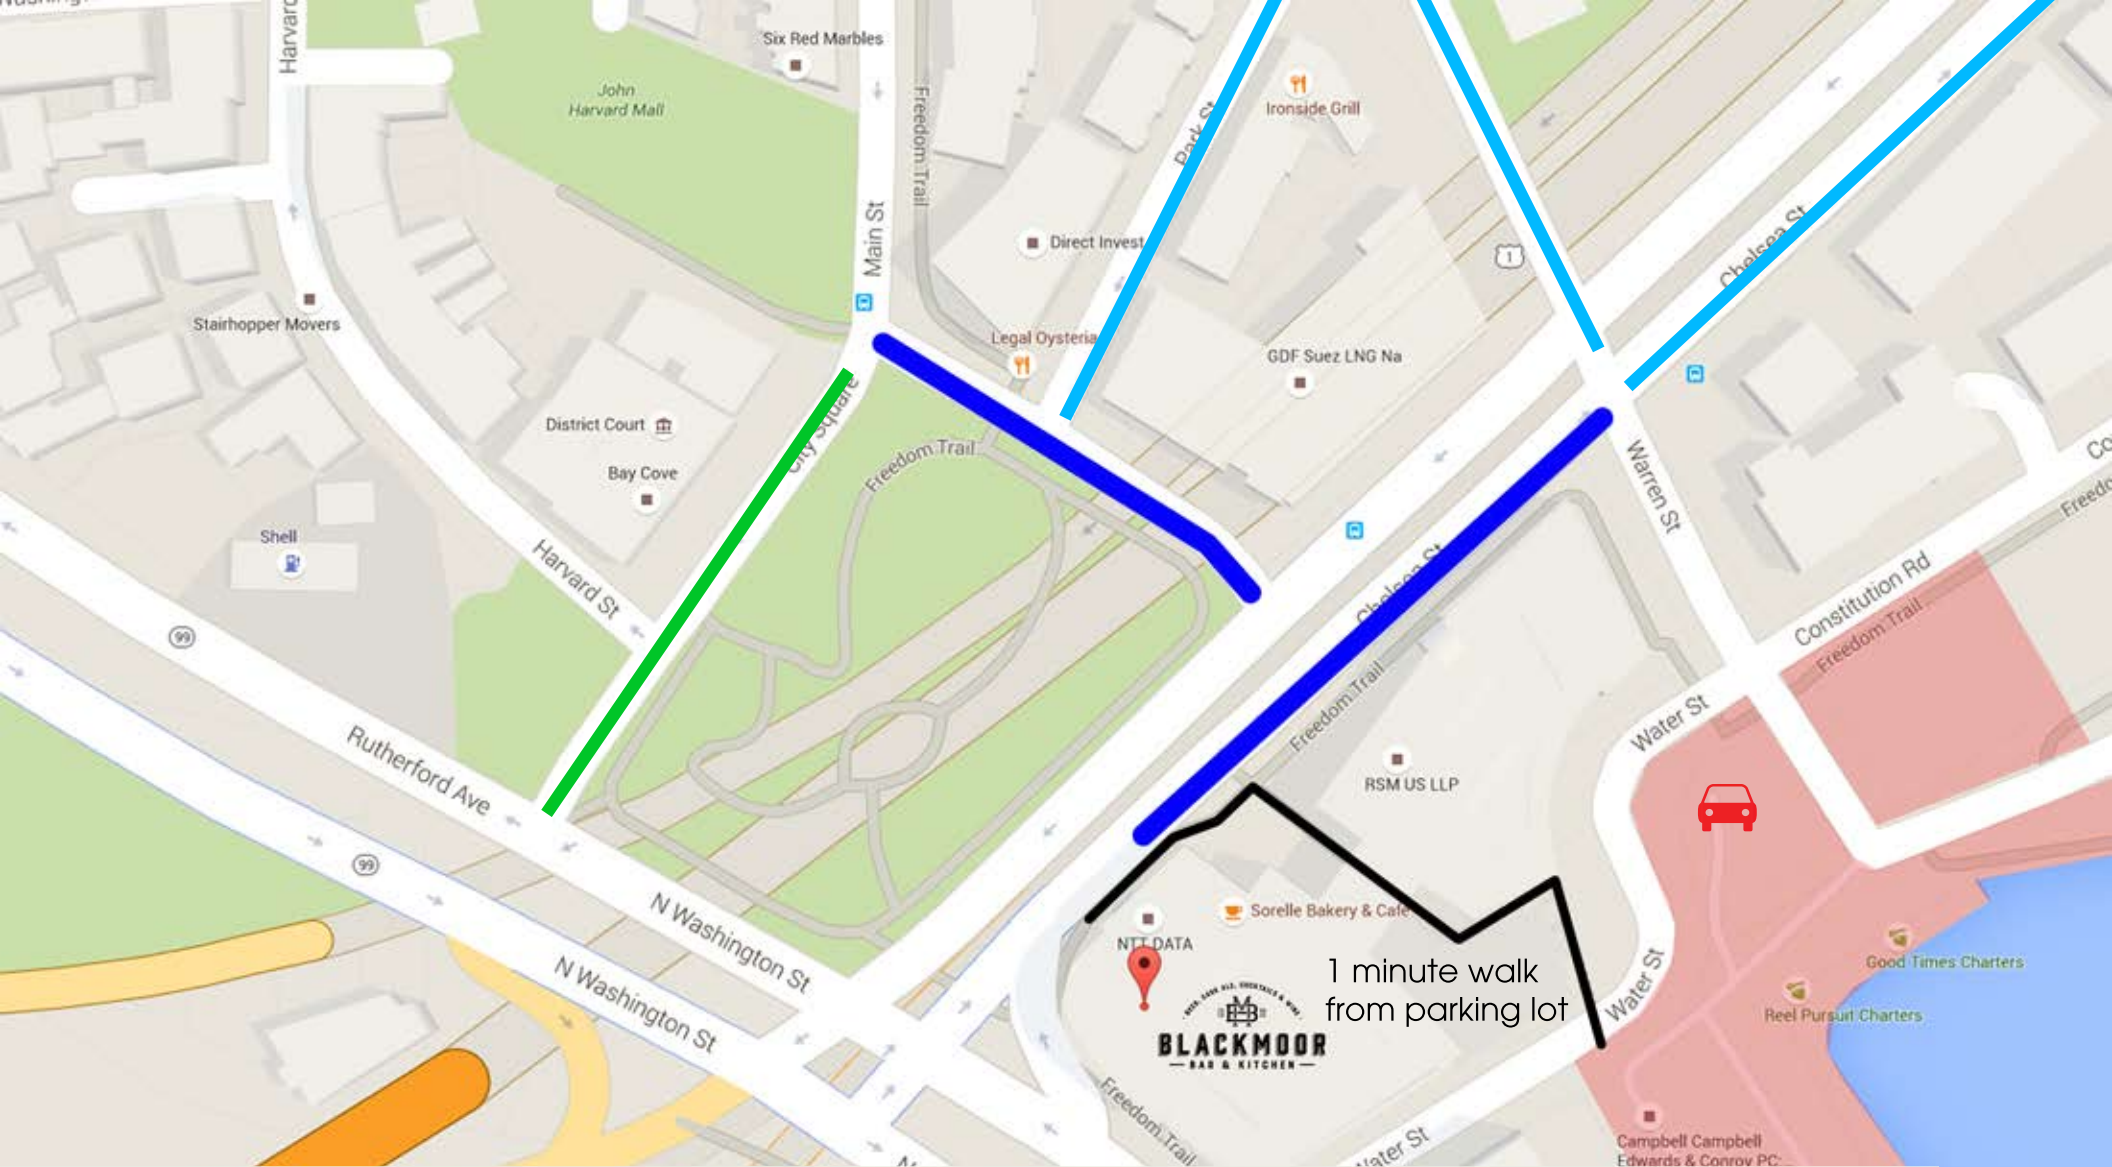 Harvard
Six Red Marbles
John
Harvard Mall
Freedom Trail
Ironside Grill
Park St
Main St
Direct Invest
1
Chelsea St
Stairhopper Movers
Legal Oysteria
GDF Suez LNG Na
City Square
District Court
Freedom Trail
Bay Cove
Warren St
Shell
Harvard St
Chelsea St
Constitution Rd
Freedom Trail
99
Freedom Trail
Water St
Rutherford Ave
RSM US LLP
99
N Washington St
Sorelle Bakery & Cafe
NTT DATA
N Washington St
1 minute walk
from parking lot
Good Times Charters
Water St
Reel Pursuit Charters
BLACKMOOR
BAR & KITCHEN
Freedom Trail
Water St
Campbell Campbell
Edwards & Conroy PC